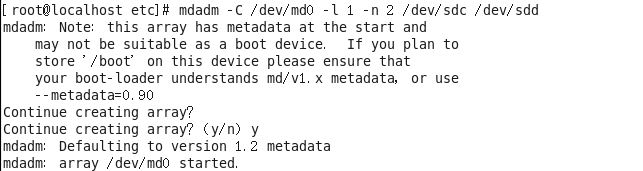 [root@localhost etc]# mdadm -C /dev/md0 -l 1 -n 2 /dev/sdc /dev/sdd
mdadm: Note: this array has metadata at the start and
    may not be suitable as a boot device.  If you plan to
    store '/boot' on this device please ensure that
    your boot-loader understands md/v1.x metadata, or use
    --metadata=0.90
Continue creating array?
Continue creating array? (y/n) y
mdadm: Defaulting to version 1.2 metadata
mdadm: array /dev/md0 started.